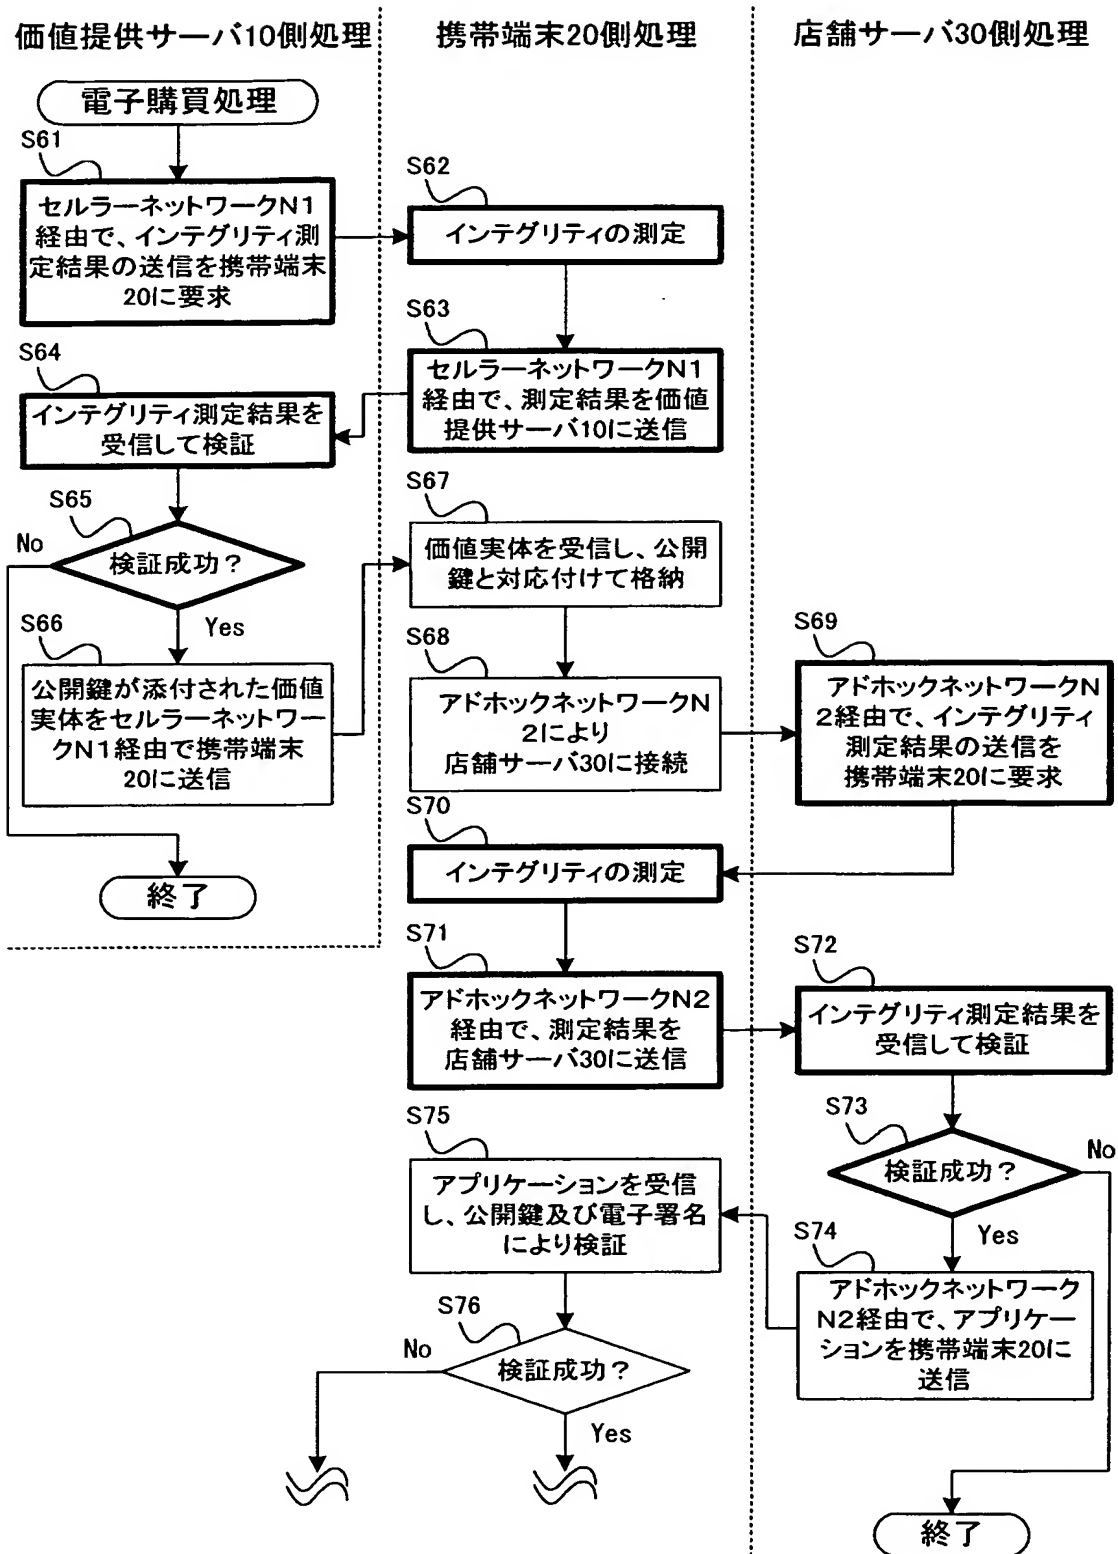 価値提供サーバ10側処理
携帯端末20側処理
店舗サーバ30側処理
電子購買処理
S61
セルラーネットワークN1
経由で、インテグリティ測
定結果の送信を携帯端末
20に要求
S62
インテグリティの測定
S63
セルラーネットワークN1
経由で、測定結果を価値
提供サーバ10に送信
S64
インテグリティ測定結果を
受信して検証
S65
検証成功?
No
Yes
S66
公開鍵が添付された価値
実体をセルラーネットワー
クN1経由で携帯端末
20に送信
終了
S67
価値実体を受信し、公開
鍵と対応付けて格納
S68
アドホックネットワークN
2により
店舗サーバ30に接続
S69
アドホックネットワークN
2経由で、インテグリティ
測定結果の送信を
携帯端末20に要求
S70
インテグリティの測定
S71
アドホックネットワークN2
経由で、測定結果を
店舗サーバ30に送信
S72
インテグリティ測定結果を
受信して検証
S73
検証成功?
No
Yes
S74
アドホックネットワーク
N2経由で、アプリケー
ションを携帯端末20に
送信
S75
アプリケーションを受信
し、公開鍵及び電子署名
により検証
S76
検証成功?
No
Yes
終了